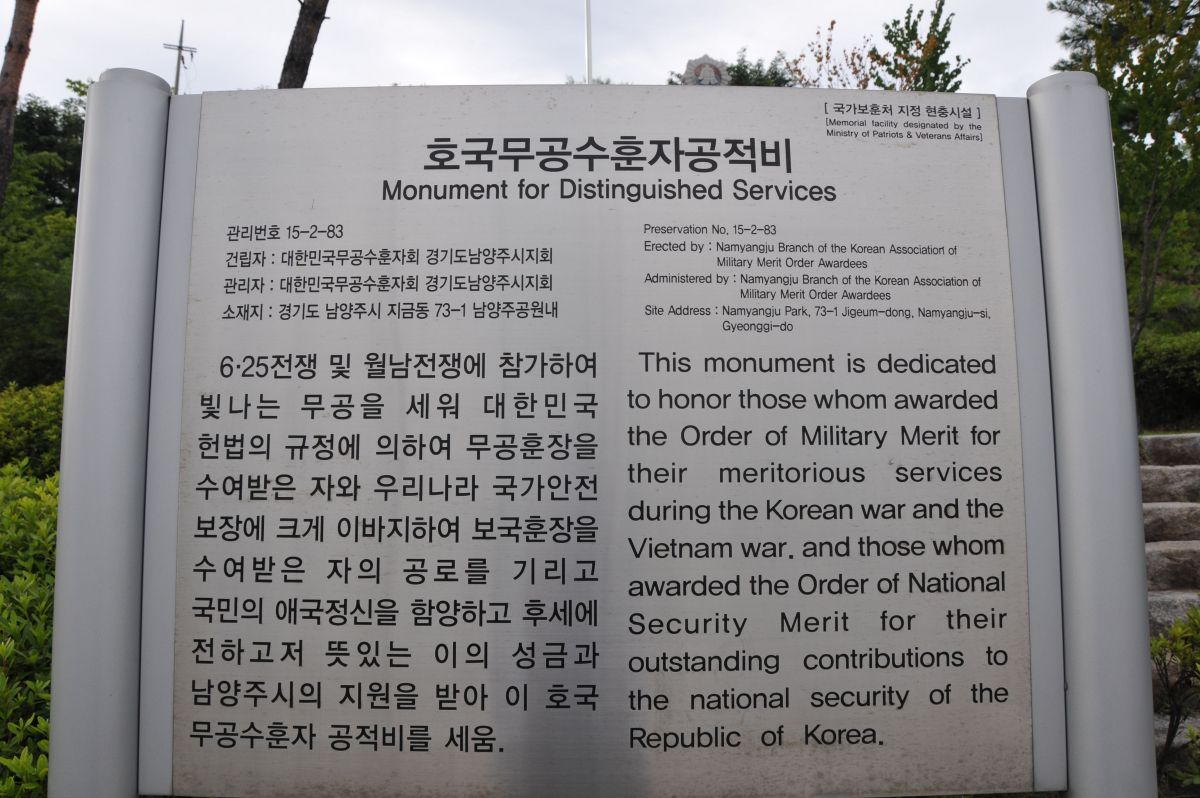 [ 국가보훈처 지정 현충시설 ]
[Memorial facility designated by the
Ministry of Patriots & Veterans Affairs]
호국무공수훈자공적비
Monument for Distinguished Services
관리번호 15-2-83
건립자 : 대한민국무공수훈자회 경기도남양주시지회
관리자 : 대한민국무공수훈자회 경기도남양주시지회
소재지 : 경기도 남양주시 지금동 73-1 남양주공원내
6·25전쟁 및 월남전쟁에 참가하여
빛나는 무공을 세워 대한민국
헌법의 규정에 의하여 무공훈장을
수여받은 자와 우리나라 국가안전
보장에 크게 이바지하여 보국훈장을
수여받은 자의 공로를 기리고
국민의 애국정신을 함양하고 후세에
전하고저 뜻있는 이의 성금과
남양주시의 지원을 받아 이 호국
무공수훈자 공적비를 세움.
Preservation No. 15-2-83
Erected by : Namyangju Branch of the Korean Association of
Military Merit Order Awardees
Administered by : Namyangju Branch of the Korean Association of
Military Merit Order Awardees
Site Address : Namyangju Park, 73-1 Jigeum-dong, Namyangju-si,
Gyeonggi-do
This monument is dedicated
to honor those whom awarded
the Order of Military Merit for
their meritorious services
during the Korean war and the
Vietnam war. and those whom
awarded the Order of National
Security Merit for their
outstanding contributions to
the national security of the
Republic of Korea.